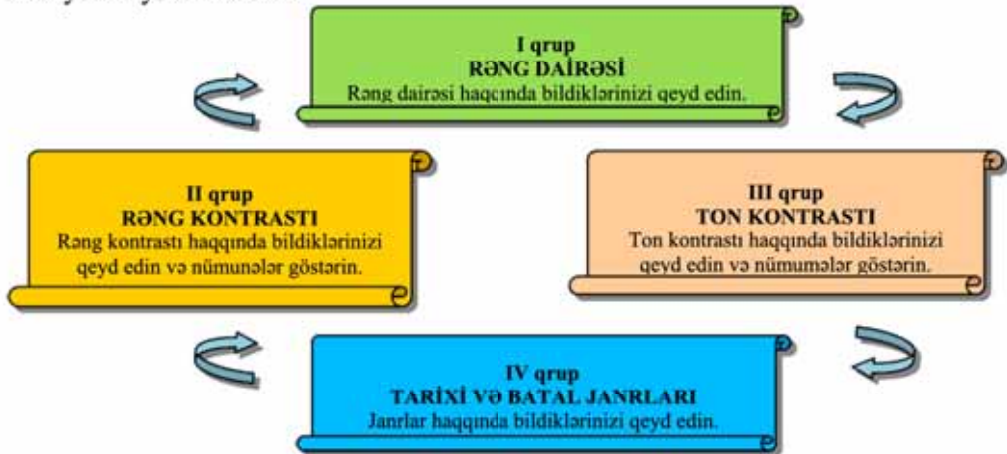 I qrup
RƏNG DAİRƏSİ
Rəng dairəsi haqqında bildiklərinizi qeyd edin.
II qrup
RƏNG KONTRASTI
Rəng kontrastı haqqında bildiklərinizi
qeyd edin və nümunələr göstərin.
III qrup
TON KONTRASTI
Ton kontrastı haqqında bildiklərinizi
qeyd edin və nümumələr göstərin.
IV qrup
TARİXİ VƏ BATAL JANRLARI
Janrlar haqqında bildiklərinizi qeyd edin.